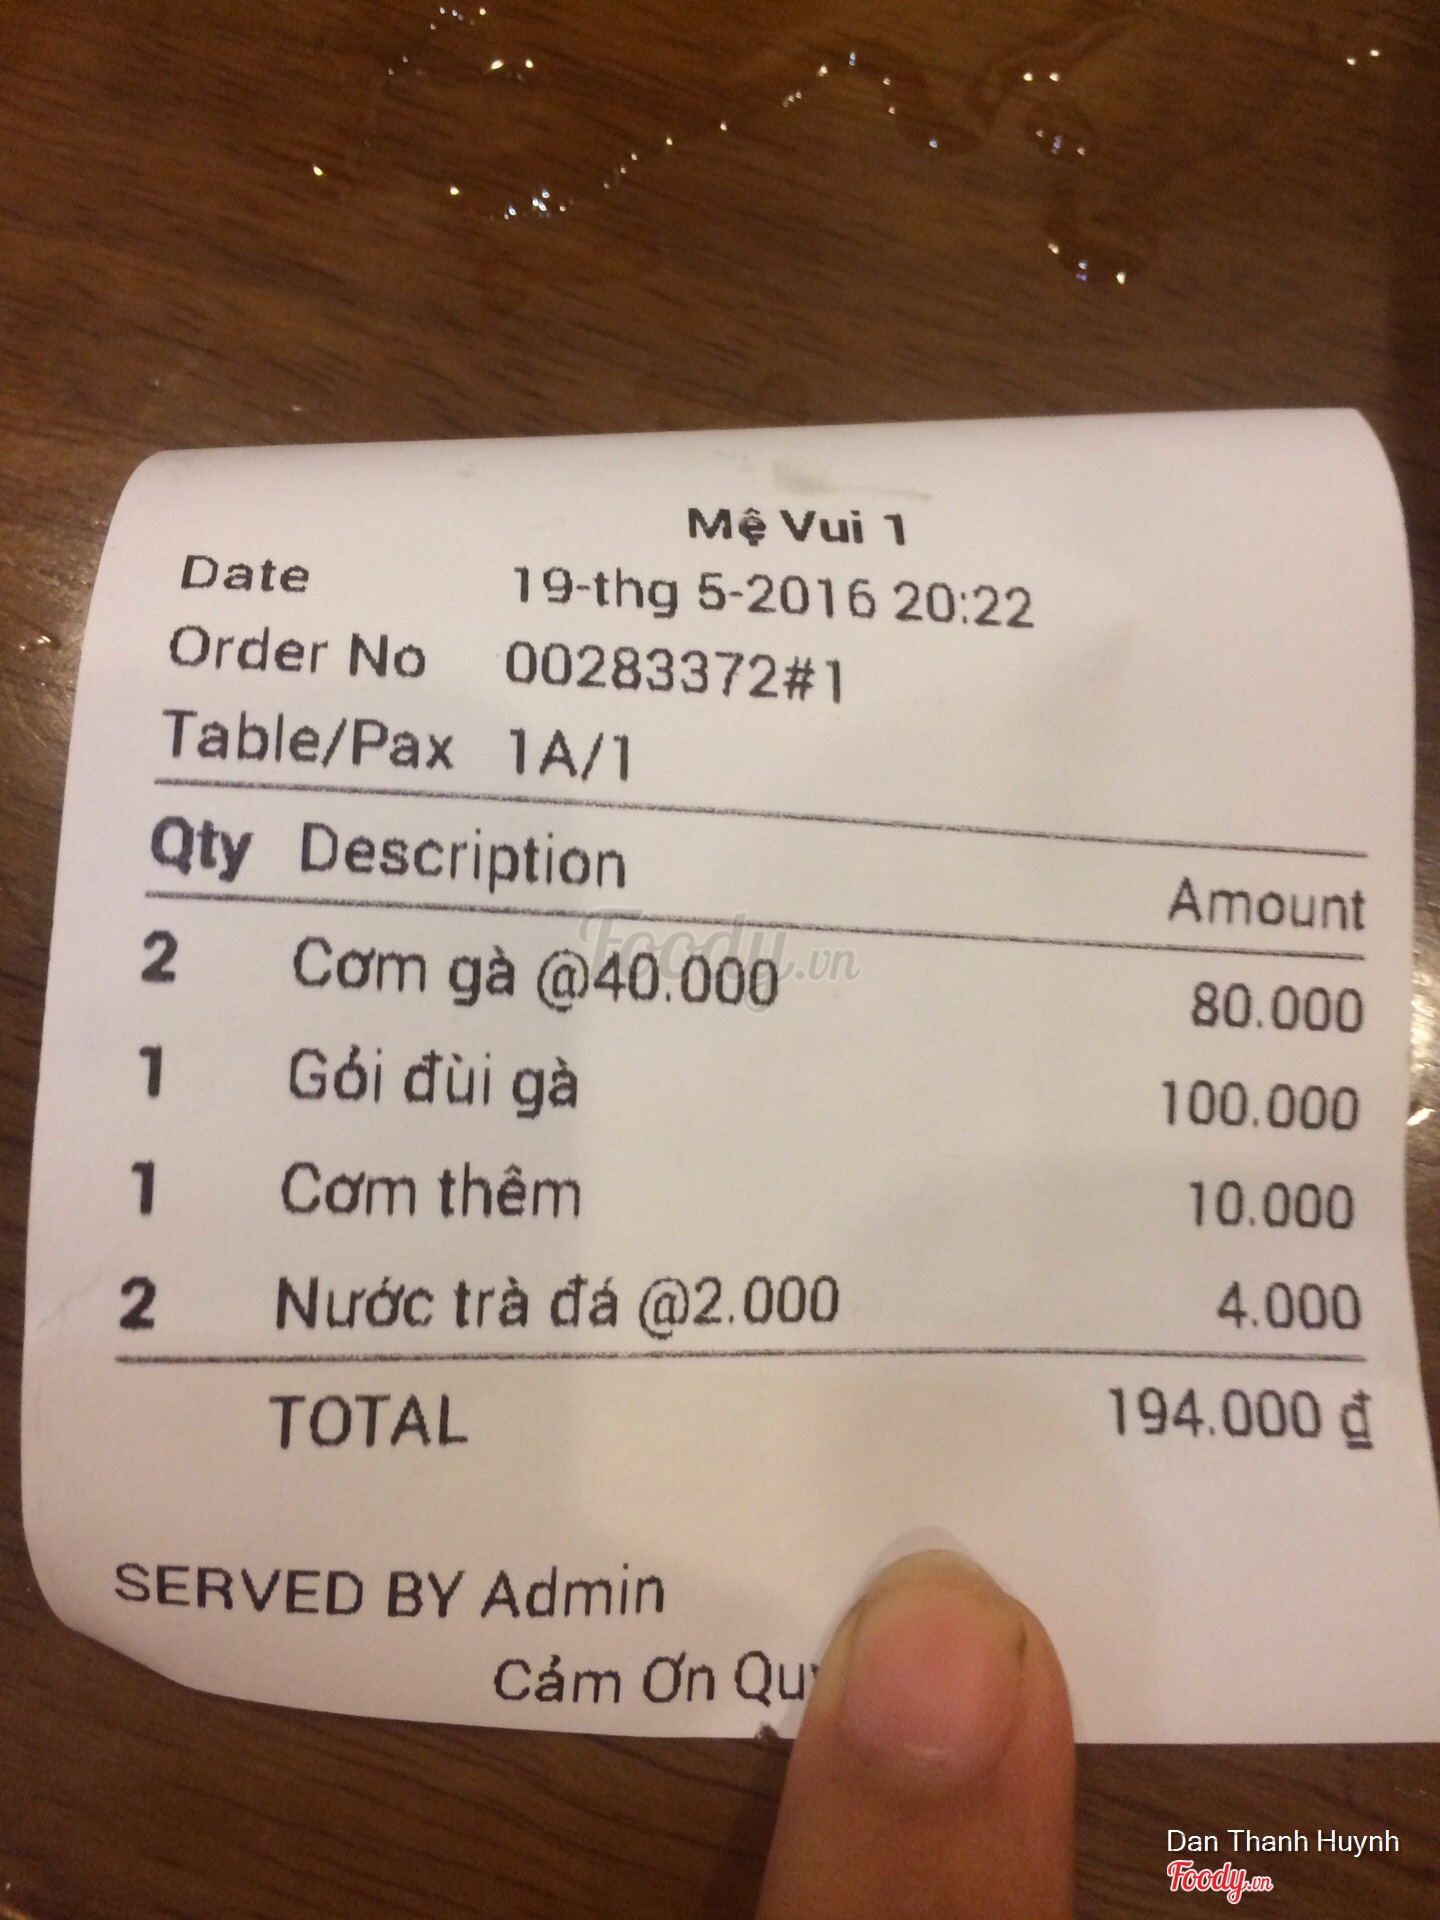 Mệ Vui 1
Date 19-thg 5-2016 20:22
Order No 00283372#1
Table/Pax 1A/1
Qty Description Amount
2 Cơm gà @40.000 80.000
1 Gỏi đùi gà 100.000
1 Cơm thêm 10.000
2 Nước trà đá @2.000 4.000
TOTAL 194.000 ₫
SERVED BY Admin
Cảm Ơn
Foody.vn
Dan Thanh Huynh
Foody.vn